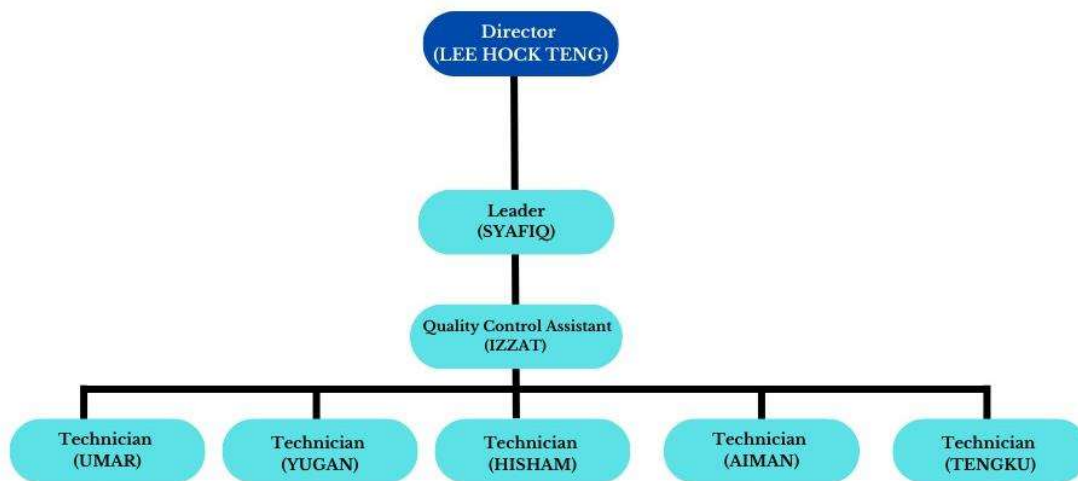 Director
(LEE HOCK TENG)
Leader
(SYAFIQ)
Quality Control Assistant
(IZZAT)
Technician
(UMAR)
Technician
(YUGAN)
Technician
(HISHAM)
Technician
(AIMAN)
Technician
(TENGKU)